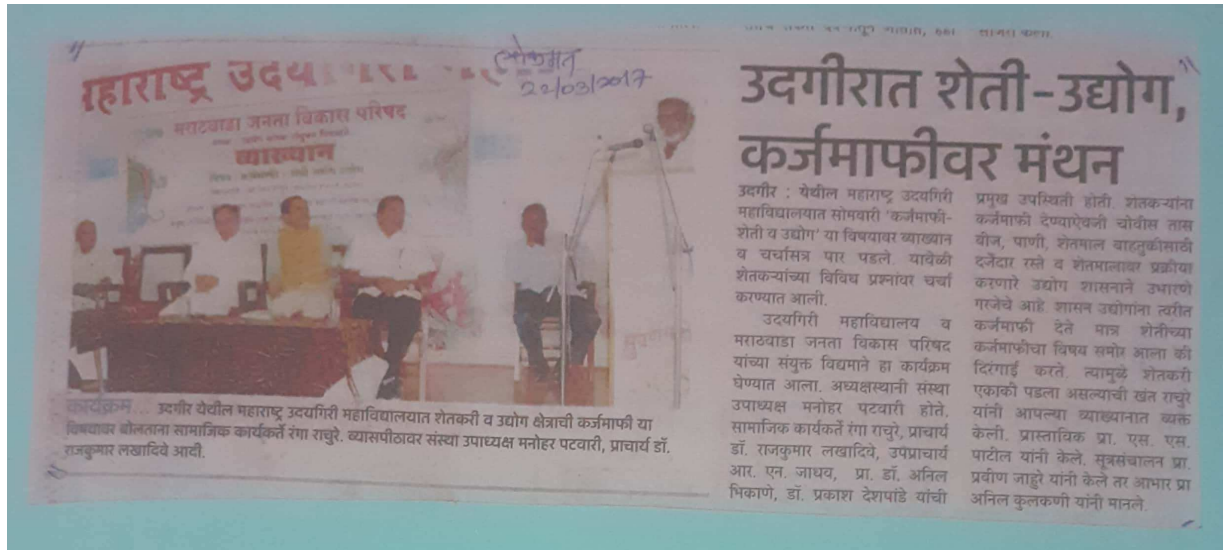 लोकमत
22/03/2017
महाराष्ट्र उदयगिरी
मराठवाडा जनता विकास परिषद
व्याख्यान
उदगीरात शेती-उद्योग,
कर्जमाफीवर मंथन
उदगीर : येथील महाराष्ट्र उदयगिरी
महाविद्यालयात सोमवारी 'कर्जमाफी-
शेती व उद्योग' या विषयावर व्याख्यान
व चर्चासत्र पार पडले. यावेळी
शेतकऱ्यांच्या विविध प्रश्नांवर चर्चा
करण्यात आली.
उदयगिरी महाविद्यालय व
मराठवाडा जनता विकास परिषद
यांच्या संयुक्त विद्यमाने हा कार्यक्रम
घेण्यात आला. अध्यक्षस्थानी संस्था
उपाध्यक्ष मनोहर पटवारी होते.
सामाजिक कार्यकर्ते रंगा राचुरे, प्राचार्य
डॉ. राजकुमार लखादिवे, उपप्राचार्य
आर. एन. जाधव, प्रा. डॉ. अनिल
भिकाणे, डॉ. प्रकाश देशपांडे यांची
प्रमुख उपस्थिती होती. शेतकऱ्यांना
कर्जमाफी देण्याऐवजी चोवीस तास
वीज, पाणी, शेतमाल वाहतुकीसाठी
दर्जेदार रस्ते व शेतमालावर प्रक्रीया
करणारे उद्योग शासनाने उभारणे
गरजेचे आहे. शासन उद्योगांना त्वरीत
कर्जमाफी देते मात्र शेतीच्या
कर्जमाफीचा विषय समोर आला की
दिरंगाई करते. त्यामुळे शेतकरी
एकाकी पडला असल्याची खंत राचुरे
यांनी आपल्या व्याख्यानात व्यक्त
केली. प्रास्ताविक प्रा. एस. एस.
पाटील यांनी केले. सूत्रसंचालन प्रा.
प्रवीण जाहुरे यांनी केले तर आभार प्रा
अनिल कुलकणी यांनी मानले.
कार्यक्रम... उदगीर येथील महाराष्ट्र उदयगिरी महाविद्यालयात शेतकरी व उद्योग क्षेत्राची कर्जमाफी या
विषयावर बोलताना सामाजिक कार्यकर्ते रंगा राचुरे. व्यासपीठावर संस्था उपाध्यक्ष मनोहर पटवारी, प्राचार्य डॉ.
राजकुमार लखादिवे आदी.